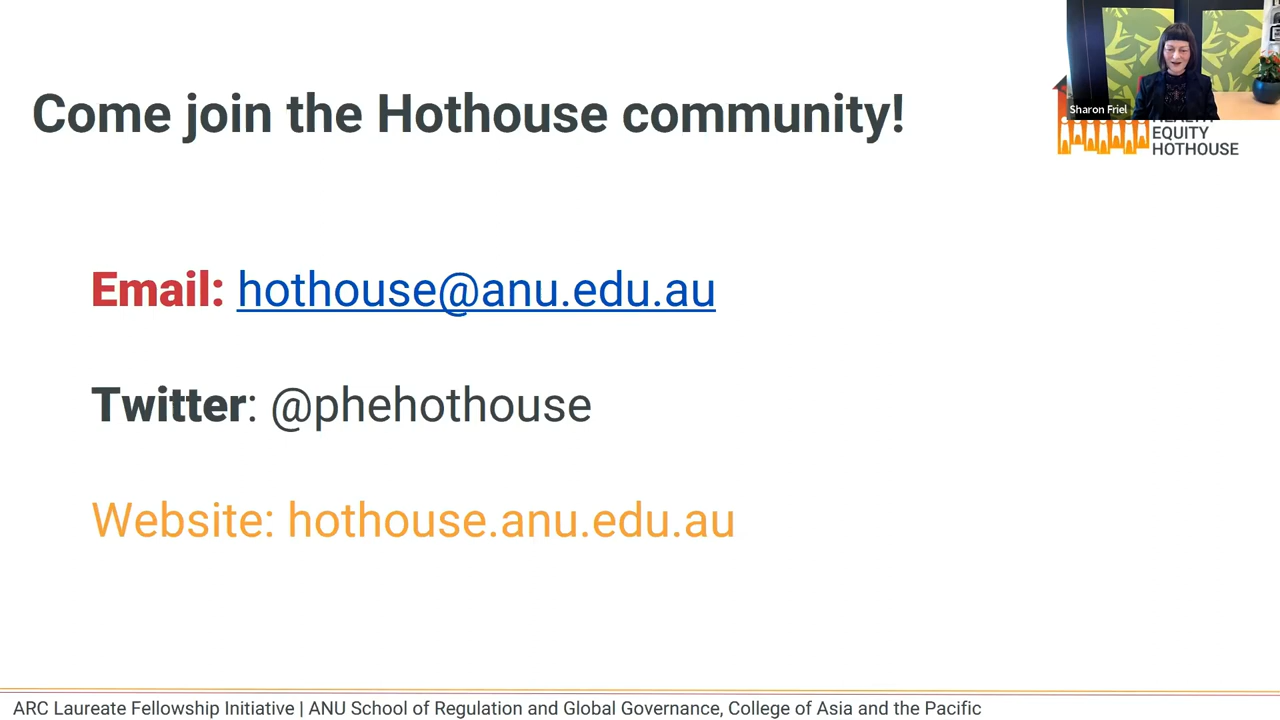 Come join the Hothouse community!
Sharon Friel
EQUITY
HOTHOUSE
Email: hothouse@anu.edu.au
Twitter: @phehothouse
Website: hothouse.anu.edu.au
ARC Laureate Fellowship Initiative | ANU School of Regulation and Global Governance, College of Asia and the Pacific